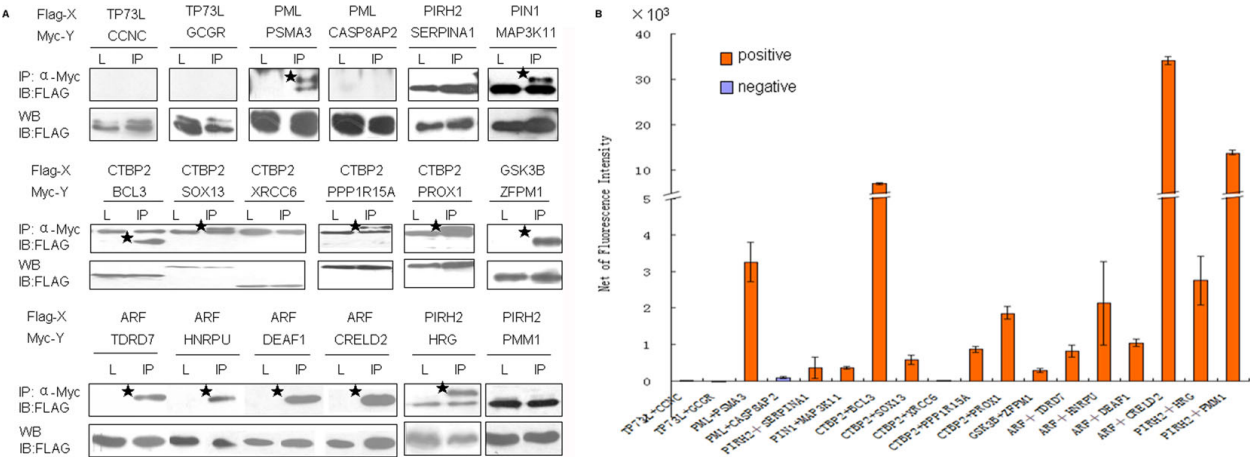 A
Flag-X TP73L TP73L PML PML PIRH2 PIN1
Myc-Y CCNC GCGR PSMA3 CASP8AP2 SERPINA1 MAP3K11
L IP L IP L IP L IP L IP L IP
IP: α-Myc
IB:FLAG
WB
IB:FLAG
Flag-X CTBP2 CTBP2 CTBP2 CTBP2 CTBP2 GSK3B
Myc-Y BCL3 SOX13 XRCC6 PPP1R15A PROX1 ZFPM1
L IP L IP L IP L IP L IP L IP
IP: α-Myc
IB:FLAG
WB
IB:FLAG
Flag-X ARF ARF ARF ARF PIRH2 PIRH2
Myc-Y TDRD7 HNRPU DEAF1 CRELD2 HRG PMM1
L IP L IP L IP L IP L IP L IP
IP: α-Myc
IB:FLAG
WB
IB:FLAG
B
×10³
positive
negative
Net of Fluorescence Intensity
40
30
20
10
5
4
3
2
1
0
TP73L+CCNC
TP73L+GCGR
PML+PSMA3
PML+CASP8AP2
PIRH2+SERPINA1
PIN1+MAP3K11
CTBP2+BCL3
CTBP2+SOX13
CTBP2+XRCC6
CTBP2+PPP1R15A
CTBP2+PROX1
GSK3B+ZFPM1
ARF+TDRD7
ARF+HNRPU
ARF+DEAF1
ARF+CRELD2
PIRH2+HRG
PIRH2+PMM1